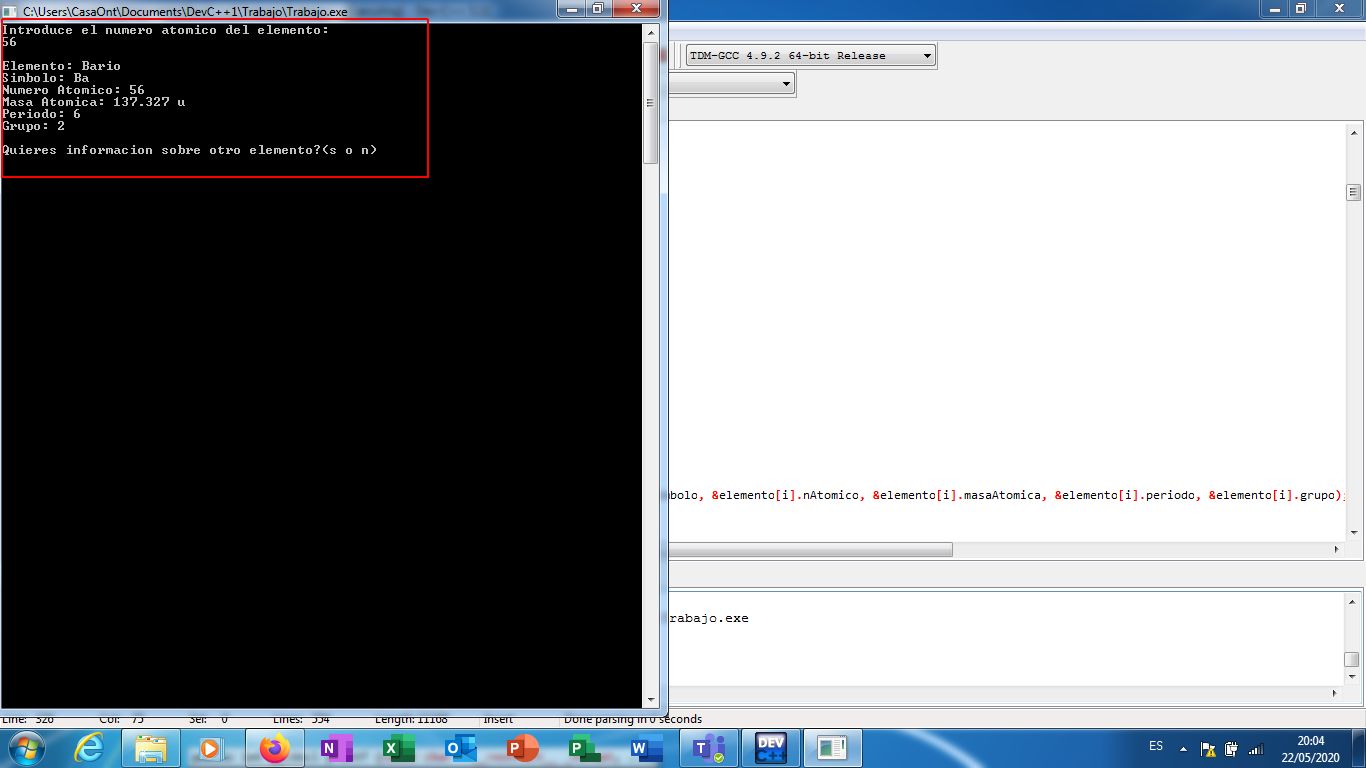 C:\Users\CasaOnt\Documents\DevC++1\Trabajo\Trabajo.exe
Introduce el numero atomico del elemento:
56
Elemento: Bario
Simbolo: Ba
Numero Atomico: 56
Masa Atomica: 137.327 u
Periodo: 6
Grupo: 2
Quieres informacion sobre otro elemento?(s o n)
TDM-GCC 4.9.2 64-bit Release
bolo, &elemento[i].nAtomico, &elemento[i].masaAtomica, &elemento[i].periodo, &elemento[i].grupo);
rabajo.exe
Line: 326 Col: 75 Sel: 0 Lines: 354 Length: 11168 Insert Done parsing in 0 seconds
ES
20:04
22/05/2020
DEV
C++